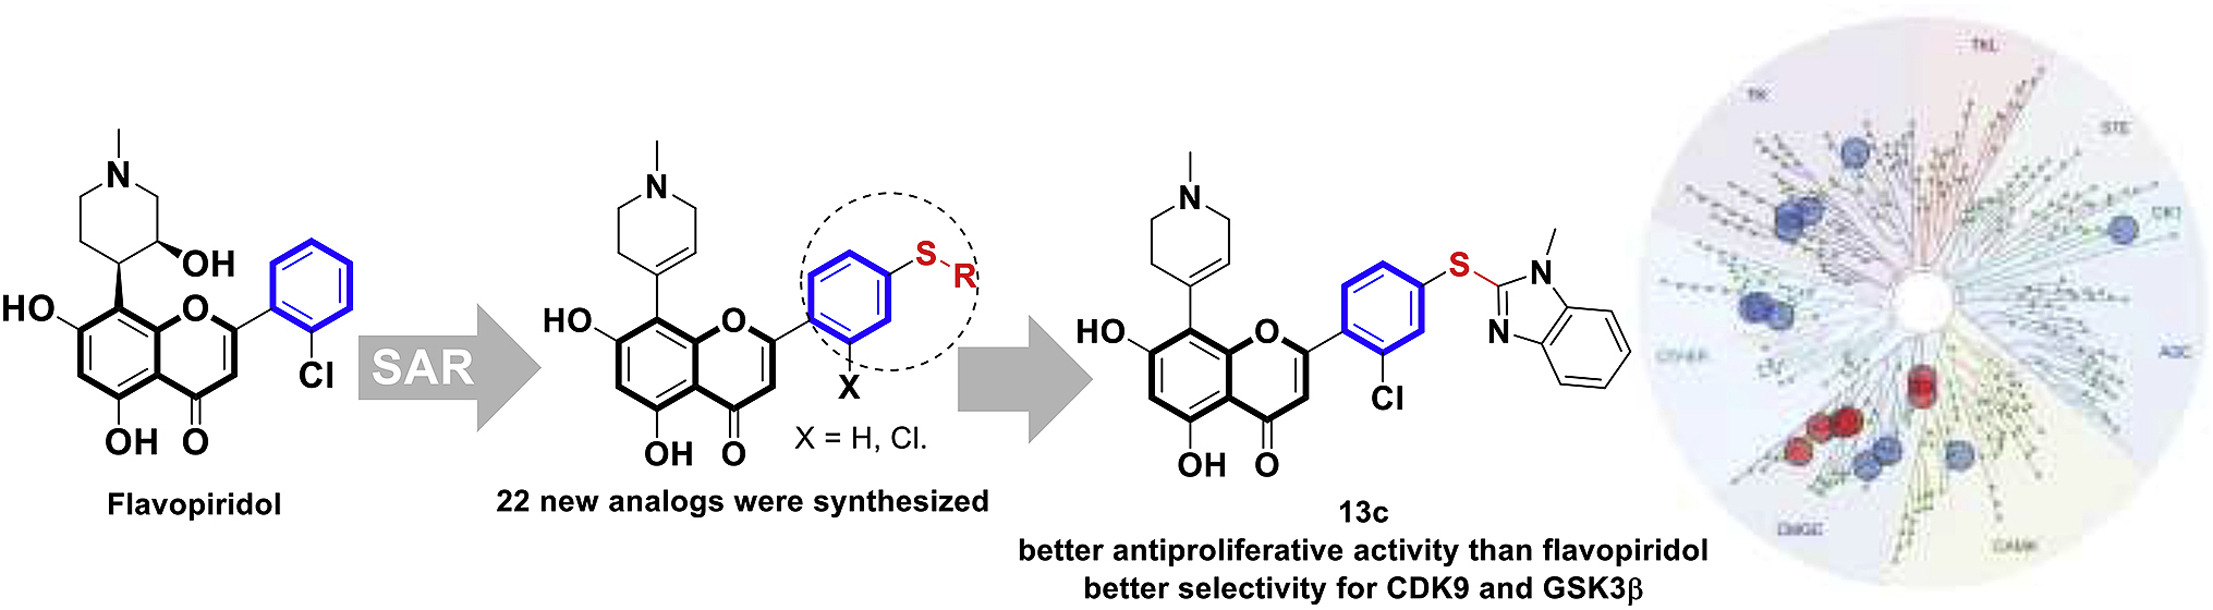 N
OH
HO
O
Cl
OH
O
Flavopiridol
SAR
N
S
R
HO
O
X
OH
O
X = H, Cl.
22 new analogs were synthesized
N
S
N
N
HO
O
Cl
OH
O
13c
better antiproliferative activity than flavopiridol
better selectivity for CDK9 and GSK3β
TKL
TK
STE
CK1
AGC
OTHER
CMGC
CAMK